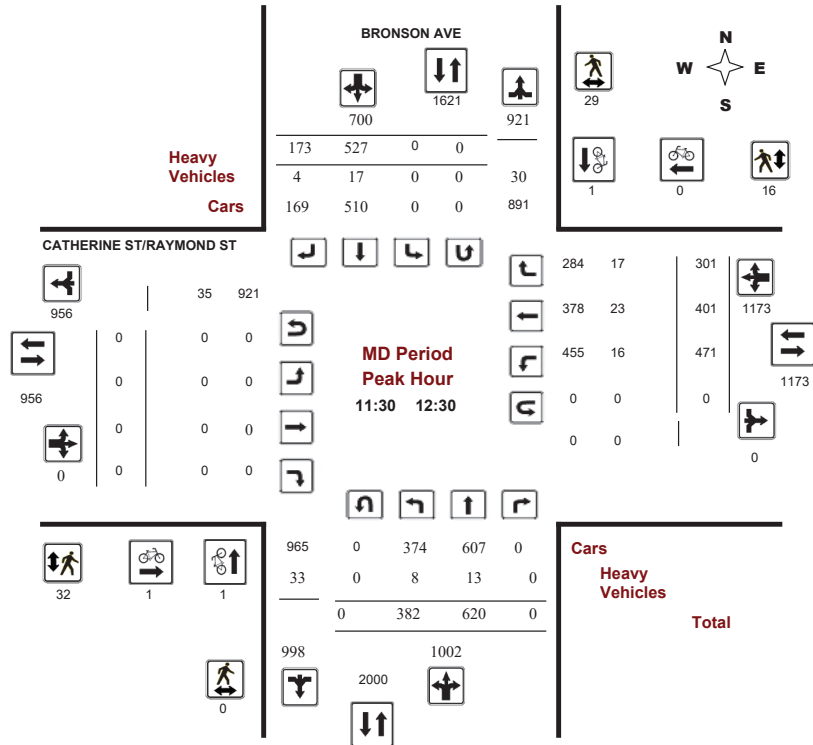 BRONSON AVE
N
W E
S
1621
29
700 921
173 527 0 0
Heavy
Vehicles
4 17 0 0 30
1 0 16
Cars 169 510 0 0 891
CATHERINE ST/RAYMOND ST
284 17 301
35 921
956 378 23 401 1173
0 0 0
MD Period
455 16 471
Peak Hour
0 0 0 1173
956
11:30 12:30
0 0 0
0 0 0
0 0
0 0 0 0
0
965 0 374 607 0 Cars
33 0 8 13 0 Heavy
Vehicles
32 1 1
0 382 620 0 Total
998 1002
2000
0